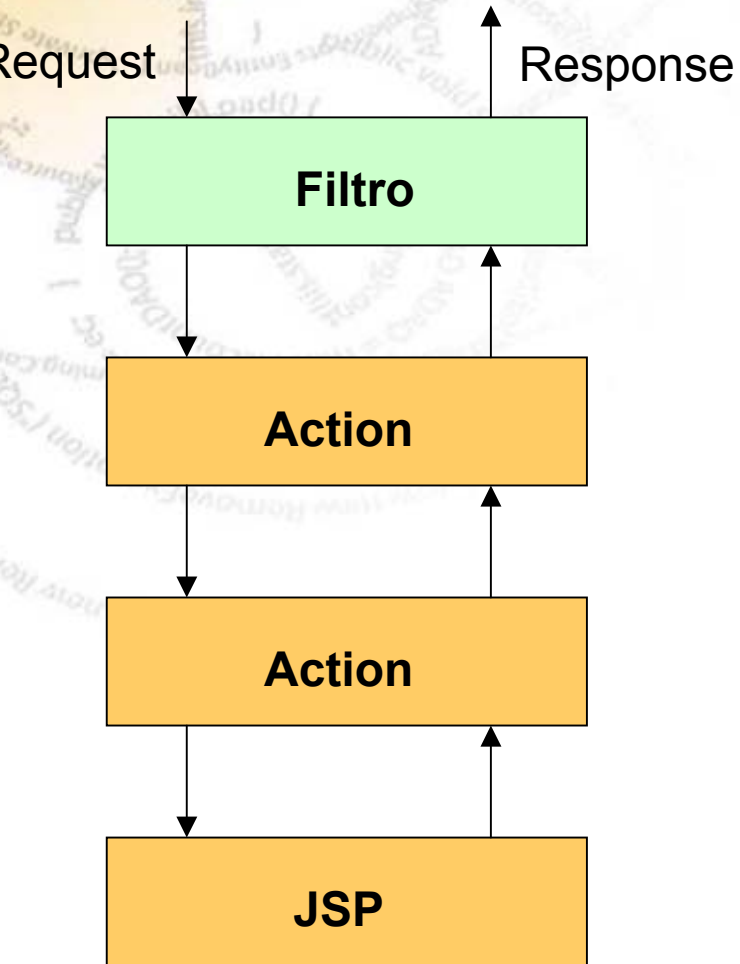 Request
Response
Filtro
Action
Action
JSP